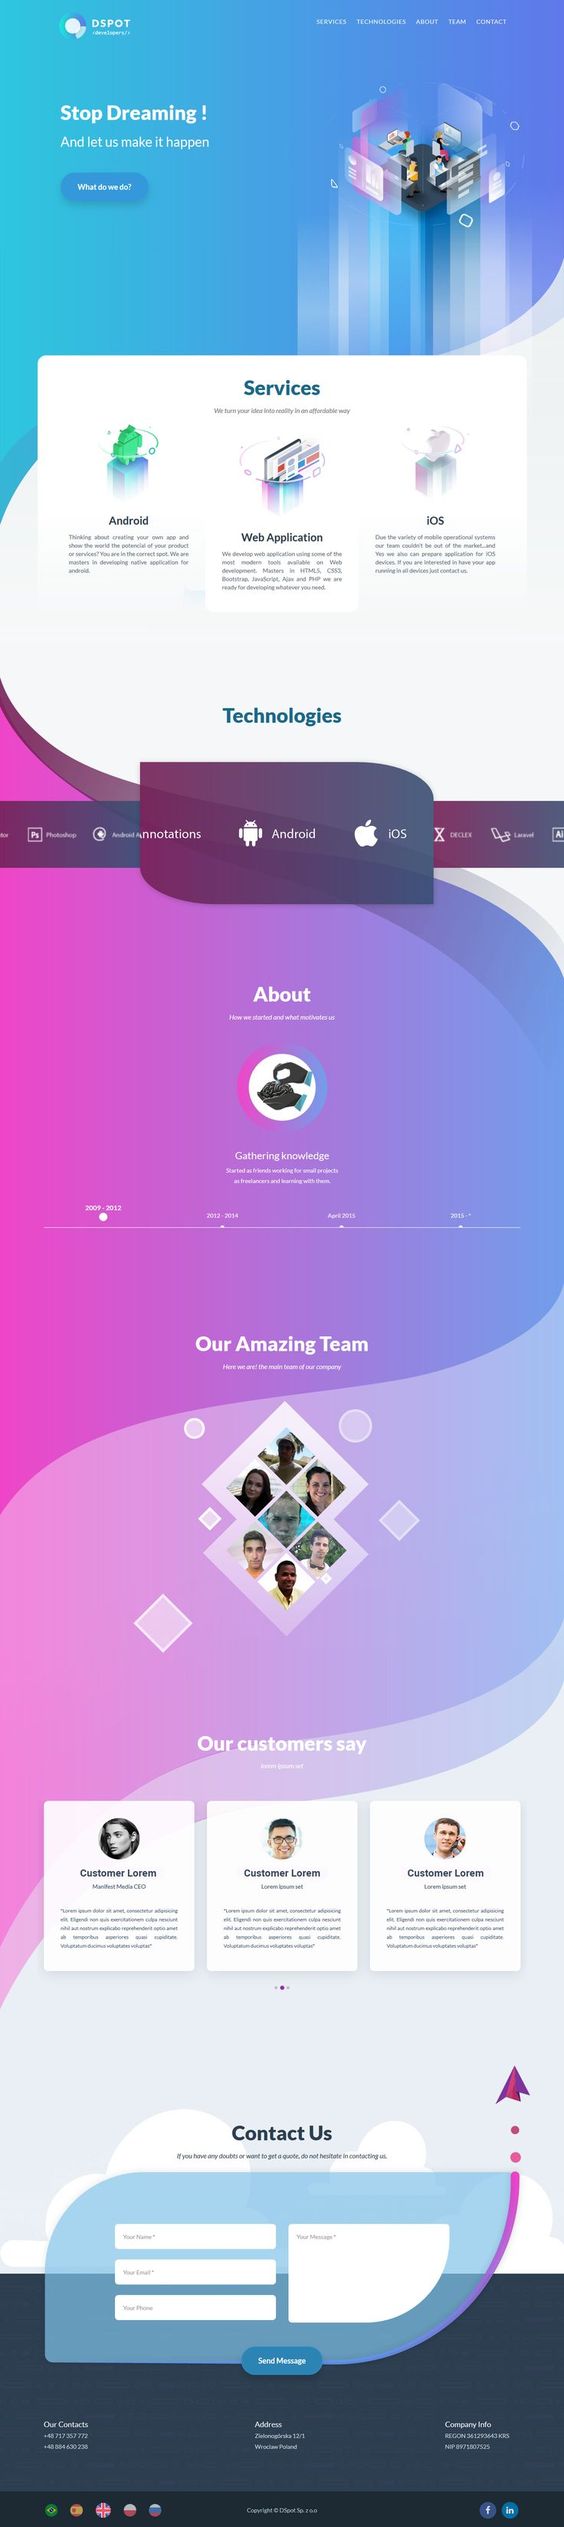 DSPOT
<developers/>
SERVICES TECHNOLOGIES ABOUT TEAM CONTACT
Stop Dreaming !
And let us make it happen
What do we do?
Services
We turn your idea into reality in an affordable way
Android
Thinking about creating your own app and
show the world the potencial of your product
or services? You are in the correct spot. We are
masters in developing native application for
android.
Web Application
We develop web application using some of the
most modern tools available on Web
development. Masters in HTML5, CSS3,
Bootstrap, JavaScript, Ajax and PHP we are
ready for developing whatever you need.
iOS
Due the variety of mobile operational systems
our team couldn't be out of the market...and
Yes we also can prepare application for iOS
devices. If you are interested in have your app
running in all devices just contact us.
Technologies
tor Ps Photoshop Android A nnotations Android iOS DECLEX Laravel Ai
About
How we started and what motivates us
Gathering knowledge
Started as friends working for small projects
as freelancers and learning with them.
2009 - 2012 2012 - 2014 April 2015 2015 - *
Our Amazing Team
Here we are! the main team of our company
Our customers say
lorem ipsum set
Customer Lorem
Manifest Media CEO
"Lorem ipsum dolor sit amet, consectetur adipisicing
elit. Eligendi non quis exercitationem culpa nesciunt
nihil aut nostrum explicabo reprehenderit optio am
ab temporibus asperiores quasi cupiditate.
Voluptatum ducimus voluptates voluptas"
Customer Lorem
Lorem ipsum set
"Lorem ipsum dolor sit amet, consectetur adipisicing
elit. Eligendi non quis exercitationem culpa nesciunt
nihil aut nostrum explicabo reprehenderit optio am
ab temporibus asperiores quasi cupiditate.
Voluptatum ducimus voluptates voluptas"
Customer Lorem
Lorem ipsum set
"Lorem ipsum dolor sit amet, consectetur adipisicing
elit. Eligendi non quis exercitationem culpa nesciunt
nihil aut nostrum explicabo reprehenderit optio am
ab temporibus asperiores quasi cupiditate.
Voluptatum ducimus voluptates voluptas"
Contact Us
If you have any doubts or want to get a quote, do not hesitate in contacting us.
Your Name *
Your Email *
Your Phone
Your Message *
Send Message
Our Contacts
+48 717 357 772
+48 884 630 238
Address
Zielonogórska 12/1
Wroclaw Poland
Company Info
REGON 361293643 KRS
NIP 8971807525
Copyright © DSpot Sp. z o.o
f in